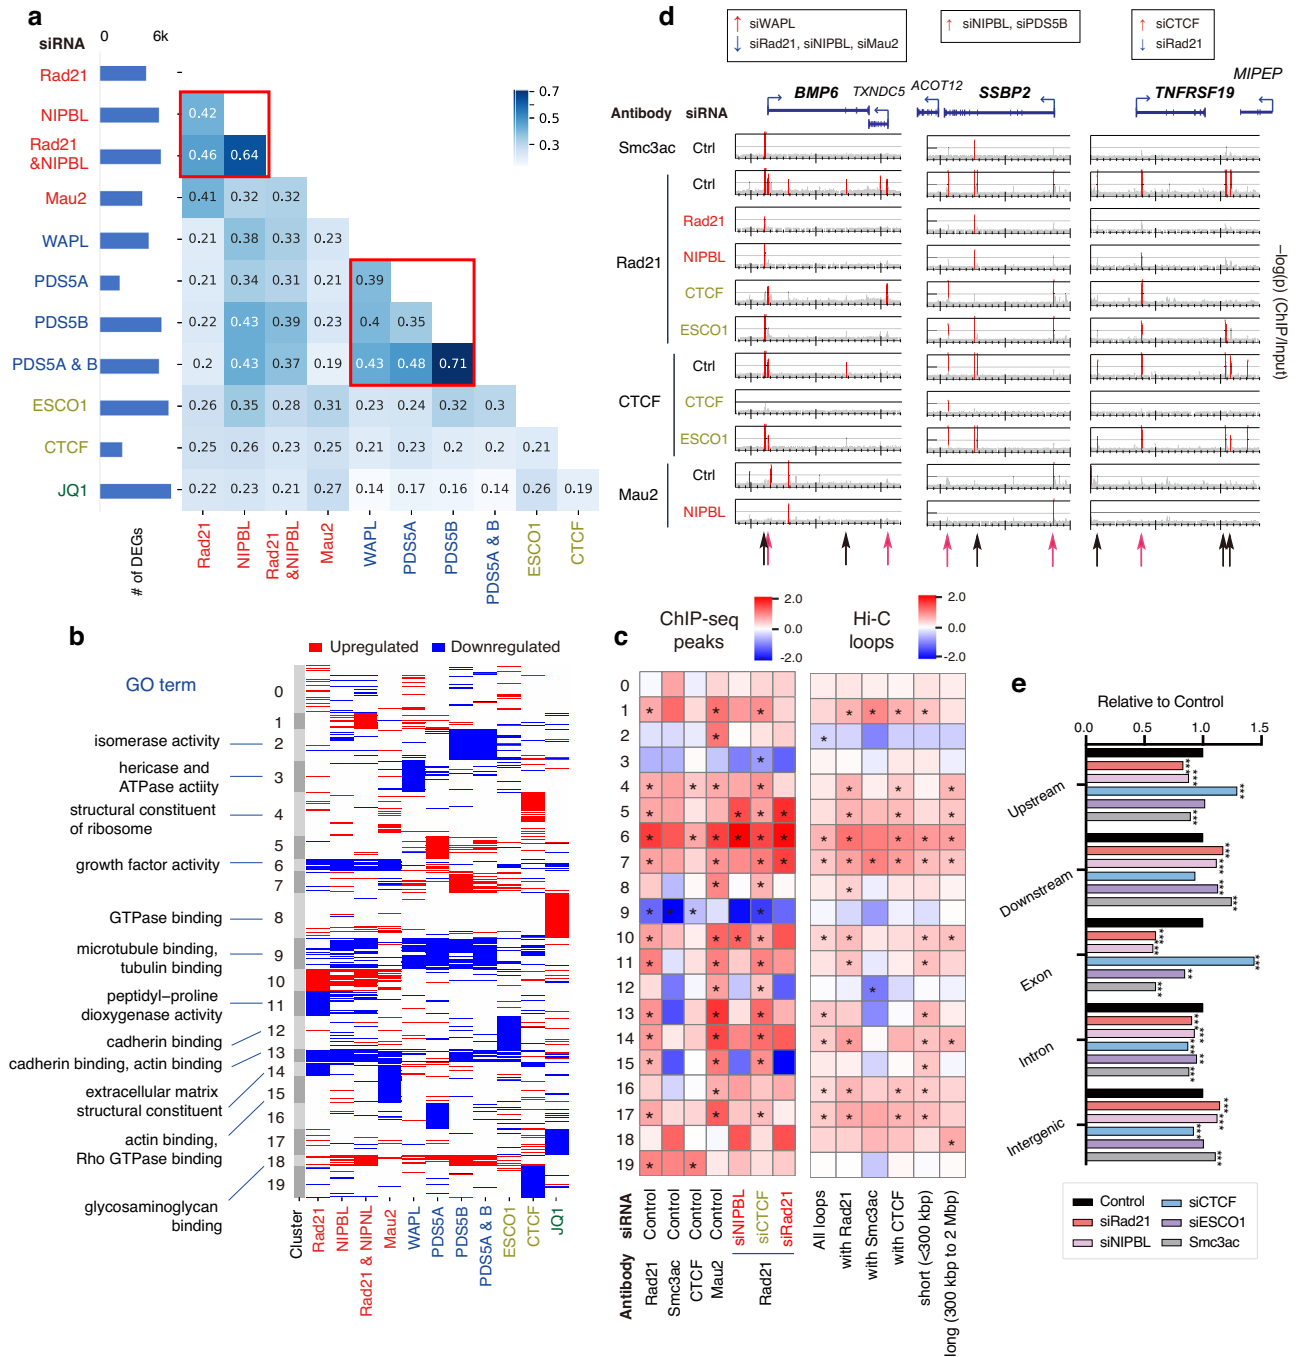 a
siRNA
0
6k
Rad21
NIPBL
Rad21
&NIPBL
Mau2
WAPL
PDS5A
PDS5B
PDS5A & B
ESCO1
CTCF
JQ1
0.42
0.46 0.64
0.41 0.32 0.32
0.21 0.38 0.33 0.23
0.21 0.34 0.31 0.21 0.39
0.22 0.43 0.39 0.23 0.4 0.35
0.2 0.43 0.37 0.19 0.43 0.48 0.71
0.26 0.35 0.28 0.31 0.23 0.24 0.32 0.3
0.25 0.26 0.23 0.25 0.21 0.23 0.2 0.2 0.21
0.22 0.23 0.21 0.27 0.14 0.17 0.16 0.14 0.26 0.19
0.7
0.5
0.3
# of DEGs
Rad21
NIPBL
Rad21
&NIPBL
Mau2
WAPL
PDS5A
PDS5B
PDS5A & B
ESCO1
CTCF
d
↑ siWAPL
↓ siRad21, siNIPBL, siMau2
↑ siNIPBL, siPDS5B
↑ siCTCF
↓ siRad21
Antibody
siRNA
BMP6
TXNDC5
ACOT12
SSBP2
TNFRSF19
MIPEP
Smc3ac
Ctrl
Rad21
Ctrl
Rad21
NIPBL
CTCF
ESCO1
CTCF
Ctrl
CTCF
ESCO1
Mau2
Ctrl
NIPBL
−log(p) (ChIP/Input)
b
Upregulated
Downregulated
GO term
isomerase activity
hericase and
ATPase actiity
structural constituent
of ribosome
growth factor activity
GTPase binding
microtubule binding,
tubulin binding
peptidyl−proline
dioxygenase activity
cadherin binding
cadherin binding, actin binding
extracellular matrix
structural constituent
actin binding,
Rho GTPase binding
glycosaminoglycan
binding
0
1
2
3
4
5
6
7
8
9
10
11
12
13
14
15
16
17
18
19
Cluster
Rad21
NIPBL
Rad21 & NIPNL
Mau2
WAPL
PDS5A
PDS5B
PDS5A & B
ESCO1
CTCF
JQ1
c
ChIP-seq
peaks
2.0
0.0
-2.0
Hi-C
loops
2.0
0.0
-2.0
0
1
2
3
4
5
6
7
8
9
10
11
12
13
14
15
16
17
18
19
siRNA
Control
Control
Control
Control
siNIPBL
siCTCF
siRad21
Antibody
Rad21
Smc3ac
CTCF
Mau2
Rad21
All loops
with Rad21
with Smc3ac
with CTCF
short (<300 kbp)
long (300 kbp to 2 Mbp)
e
Relative to Control
0.0 0.5 1.0 1.5
Upstream
Downstream
Exon
Intron
Intergenic
Control
siRad21
siNIPBL
siCTCF
siESCO1
Smc3ac